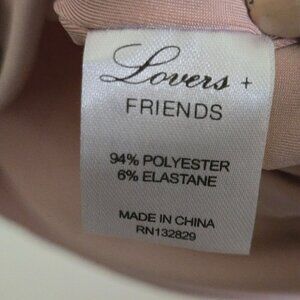 Lovers +
FRIENDS
94% POLYESTER
6% ELASTANE
MADE IN CHINA
RN132829